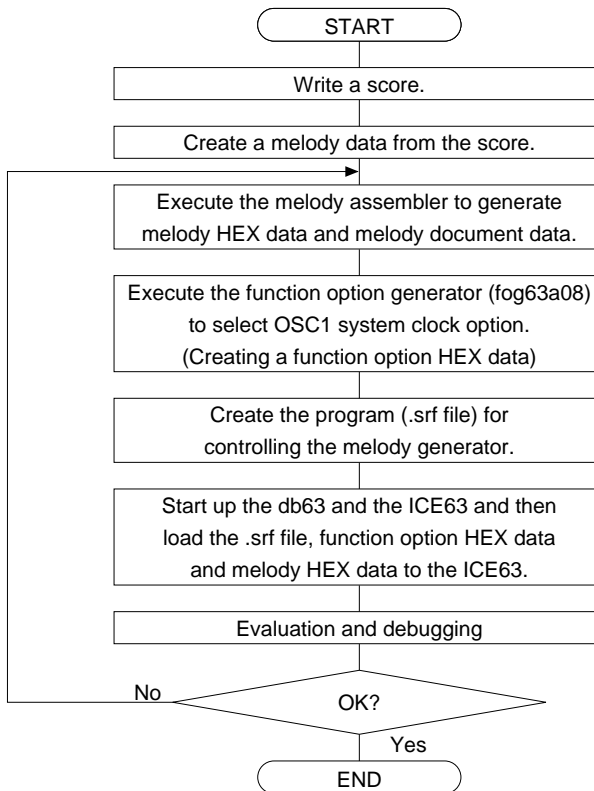 START
Write a score.
Create a melody data from the score.
Execute the melody assembler to generate
melody HEX data and melody document data.
Execute the function option generator (fog63a08)
to select OSC1 system clock option.
(Creating a function option HEX data)
Create the program (.srf file) for
controlling the melody generator.
Start up the db63 and the ICE63 and then
load the .srf file, function option HEX data
and melody HEX data to the ICE63.
Evaluation and debugging
No
OK?
Yes
END